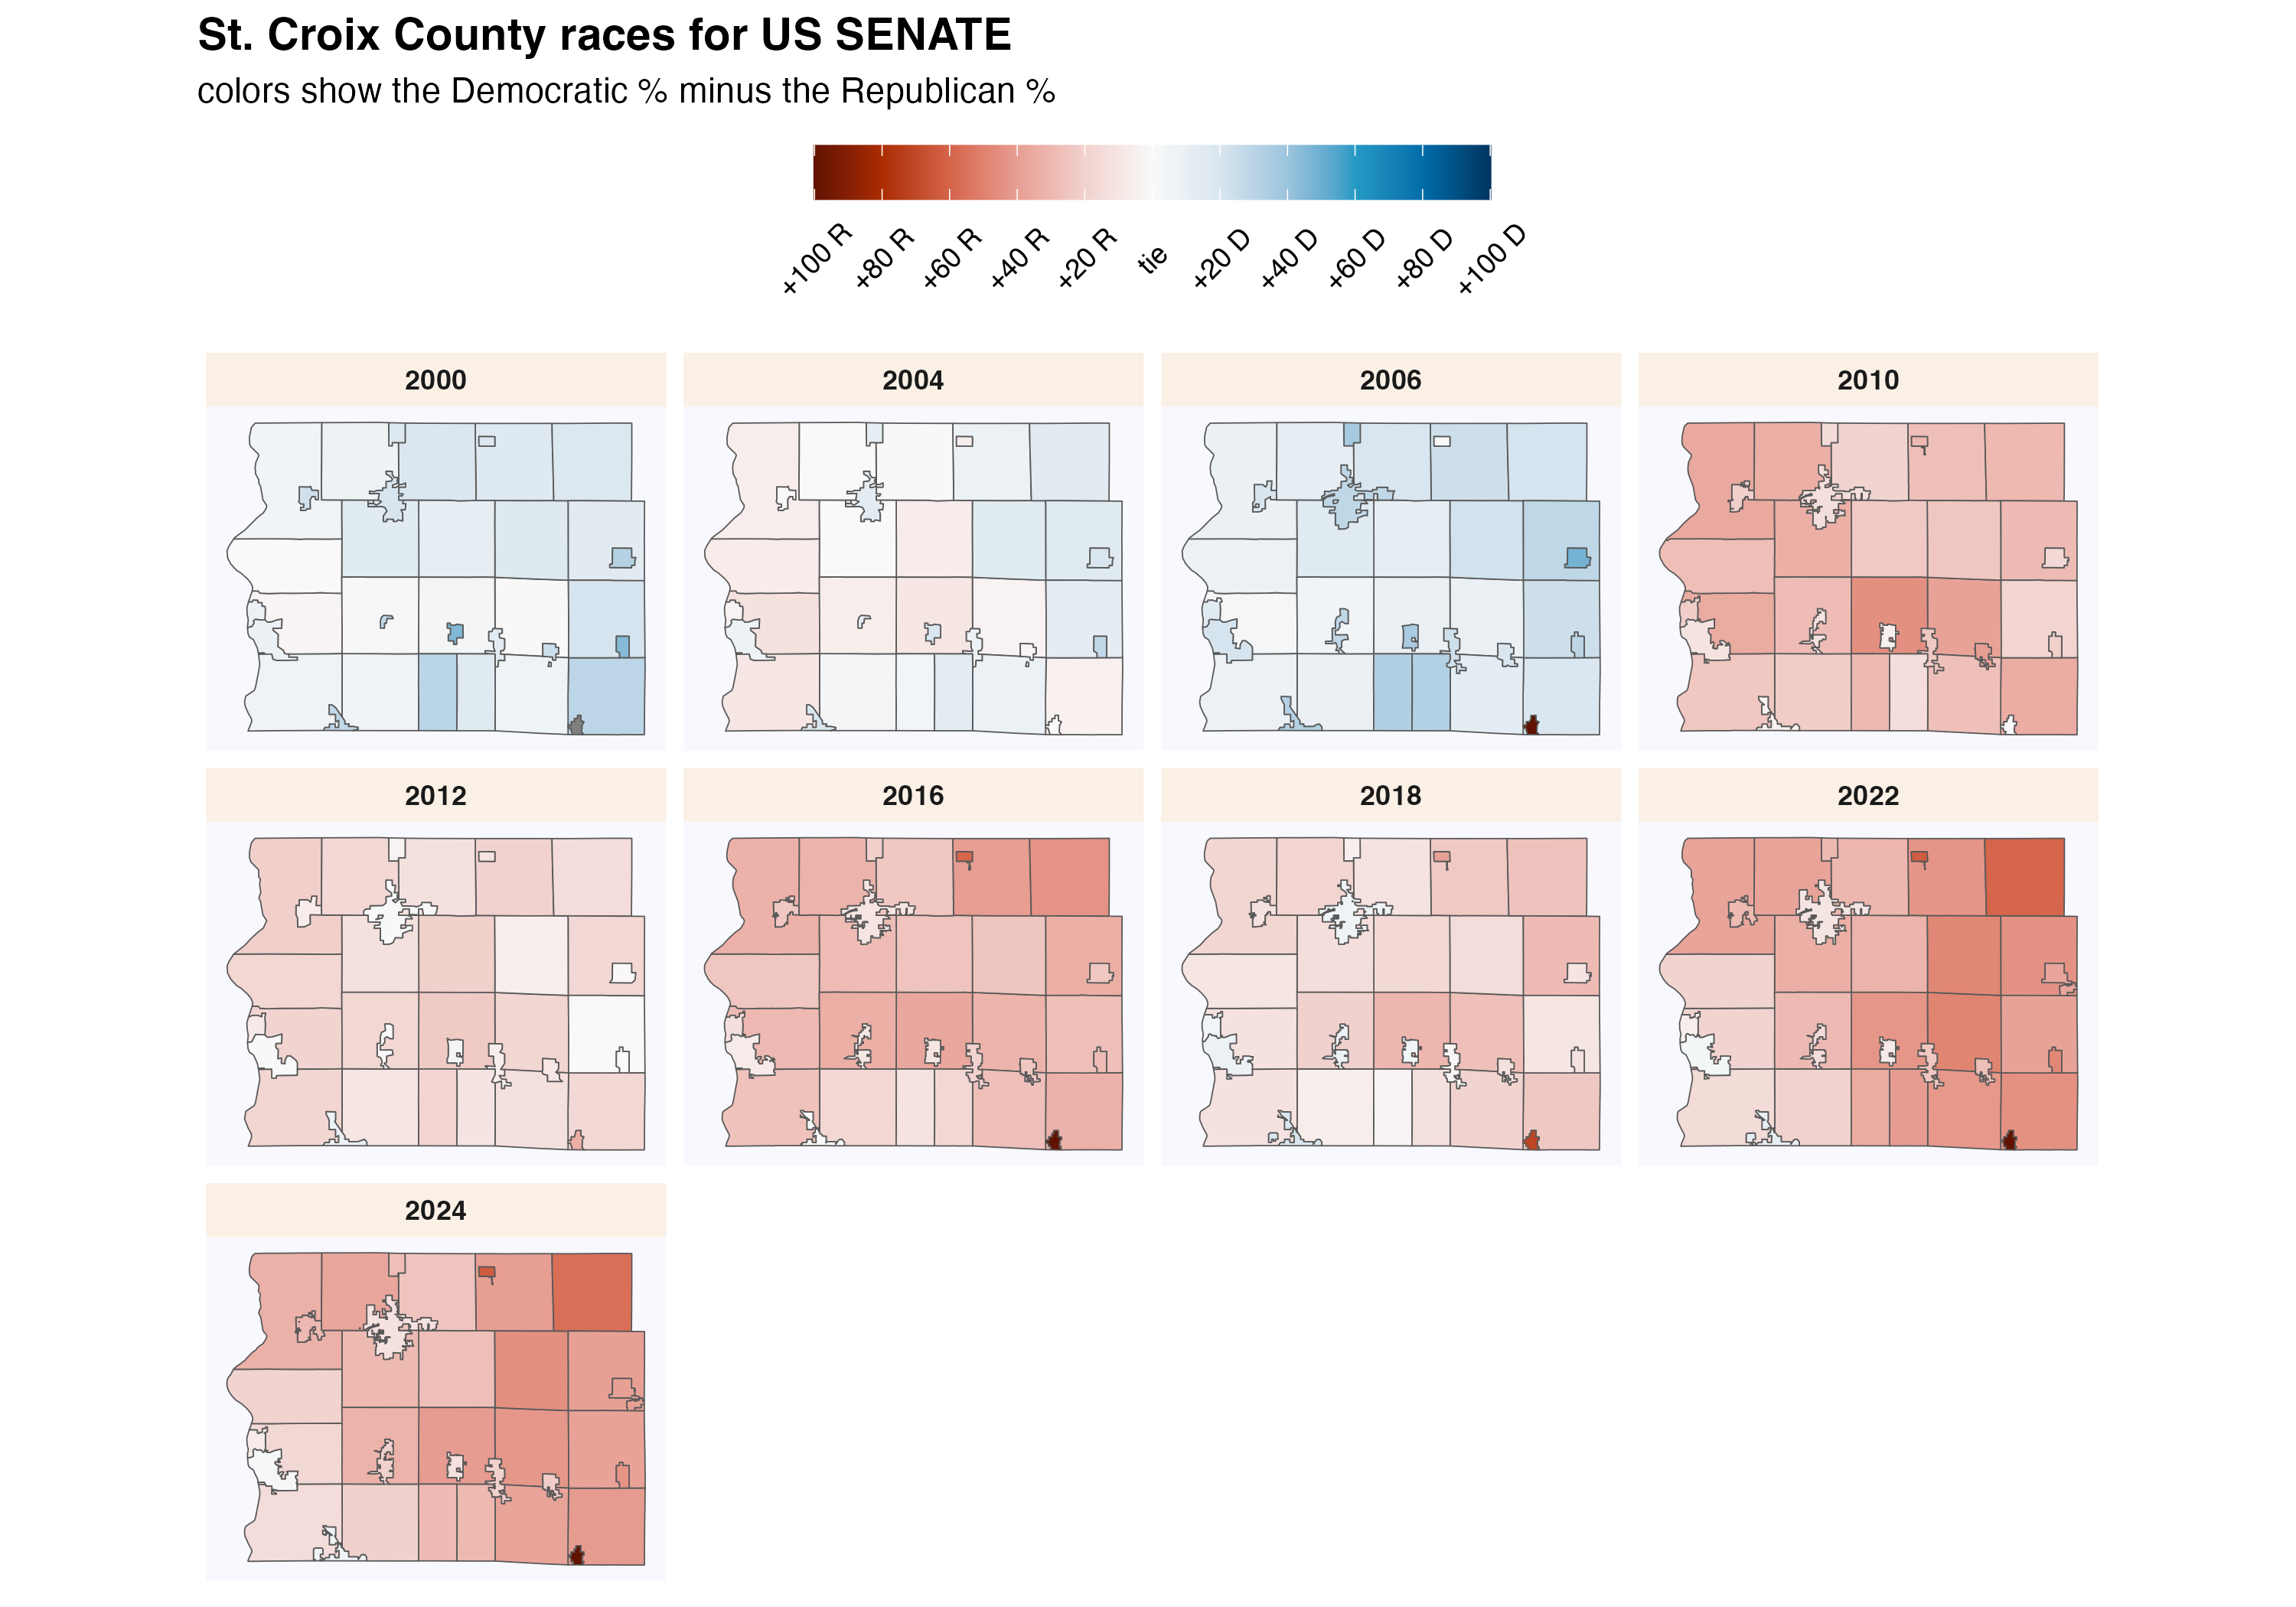 St. Croix County races for US SENATE
colors show the Democratic % minus the Republican %
+100 R
+80 R
+60 R
+40 R
+20 R
tie
+20 D
+40 D
+60 D
+80 D
+100 D
2000
2004
2006
2010
2012
2016
2018
2022
2024